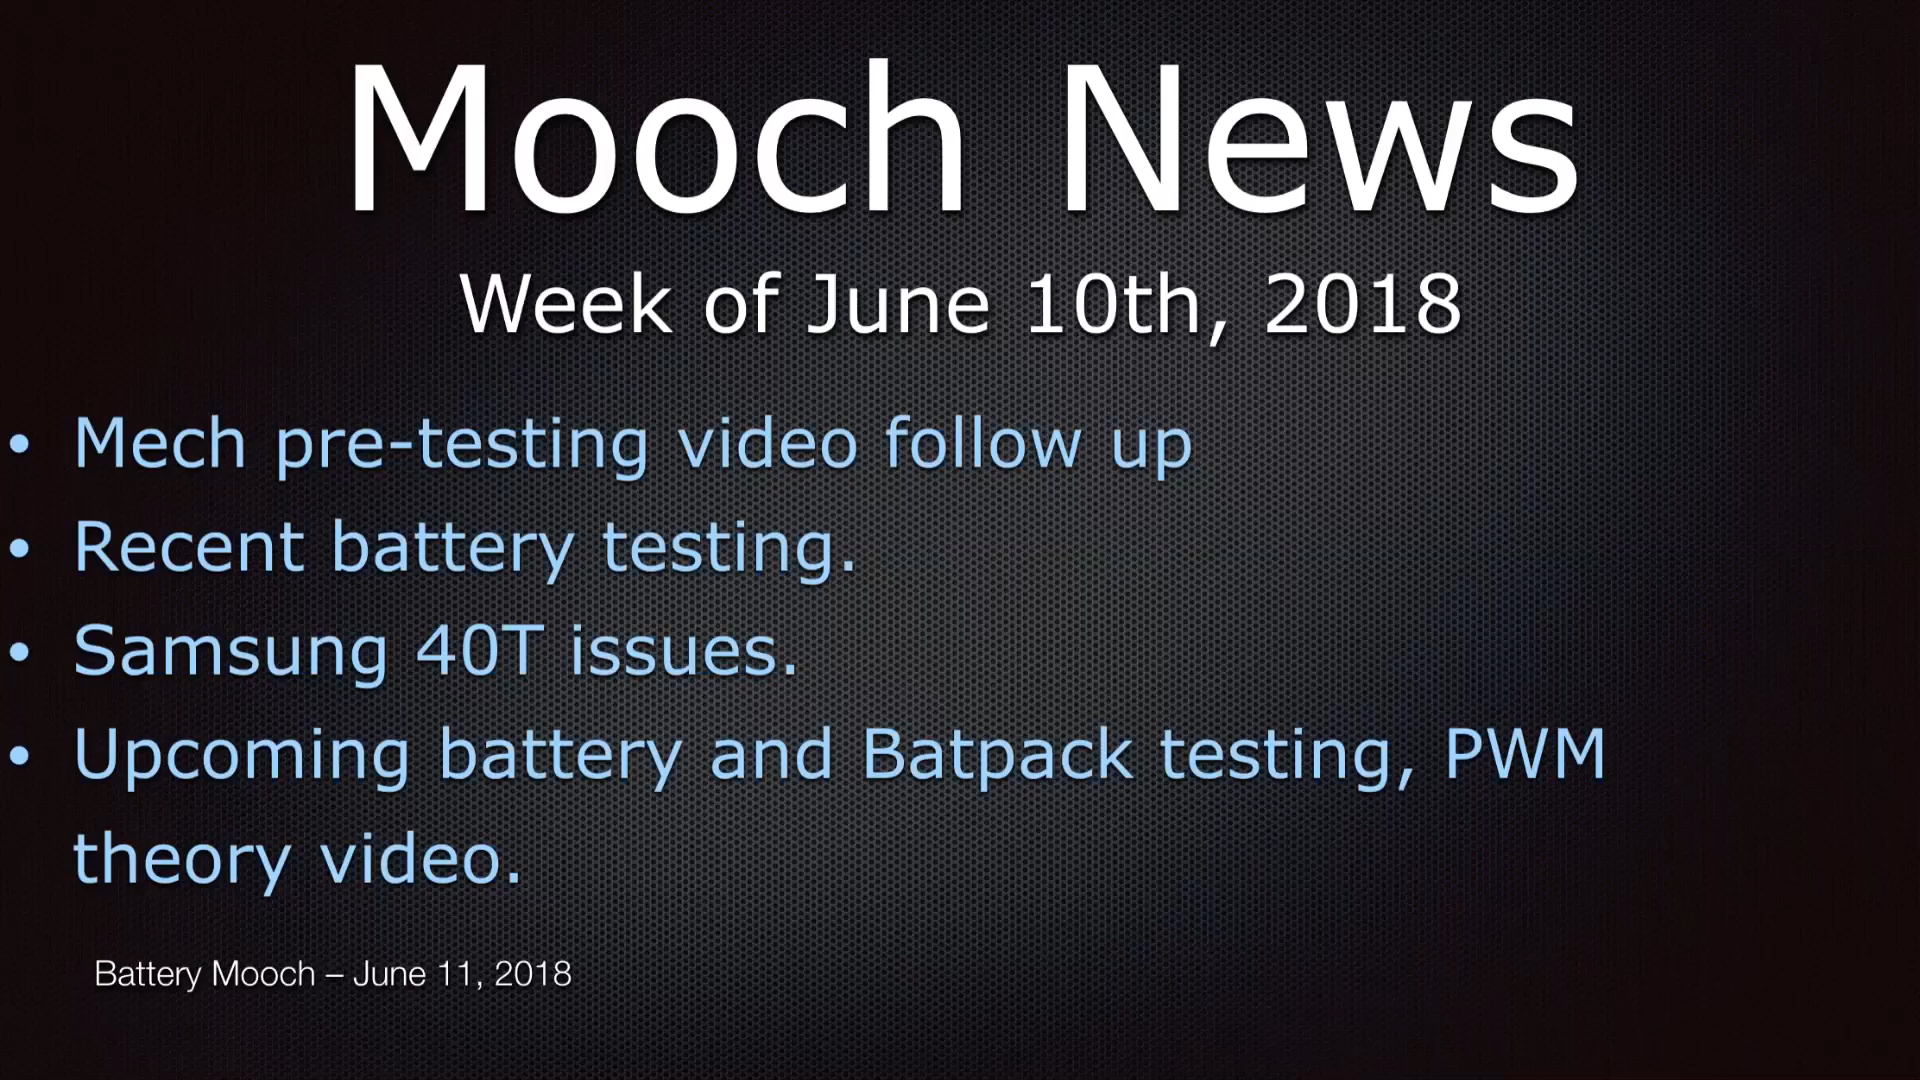 Mooch News
Week of June 10th, 2018
• Mech pre-testing video follow up
• Recent battery testing.
• Samsung 40T issues.
• Upcoming battery and Batpack testing, PWM
theory video.
Battery Mooch – June 11, 2018